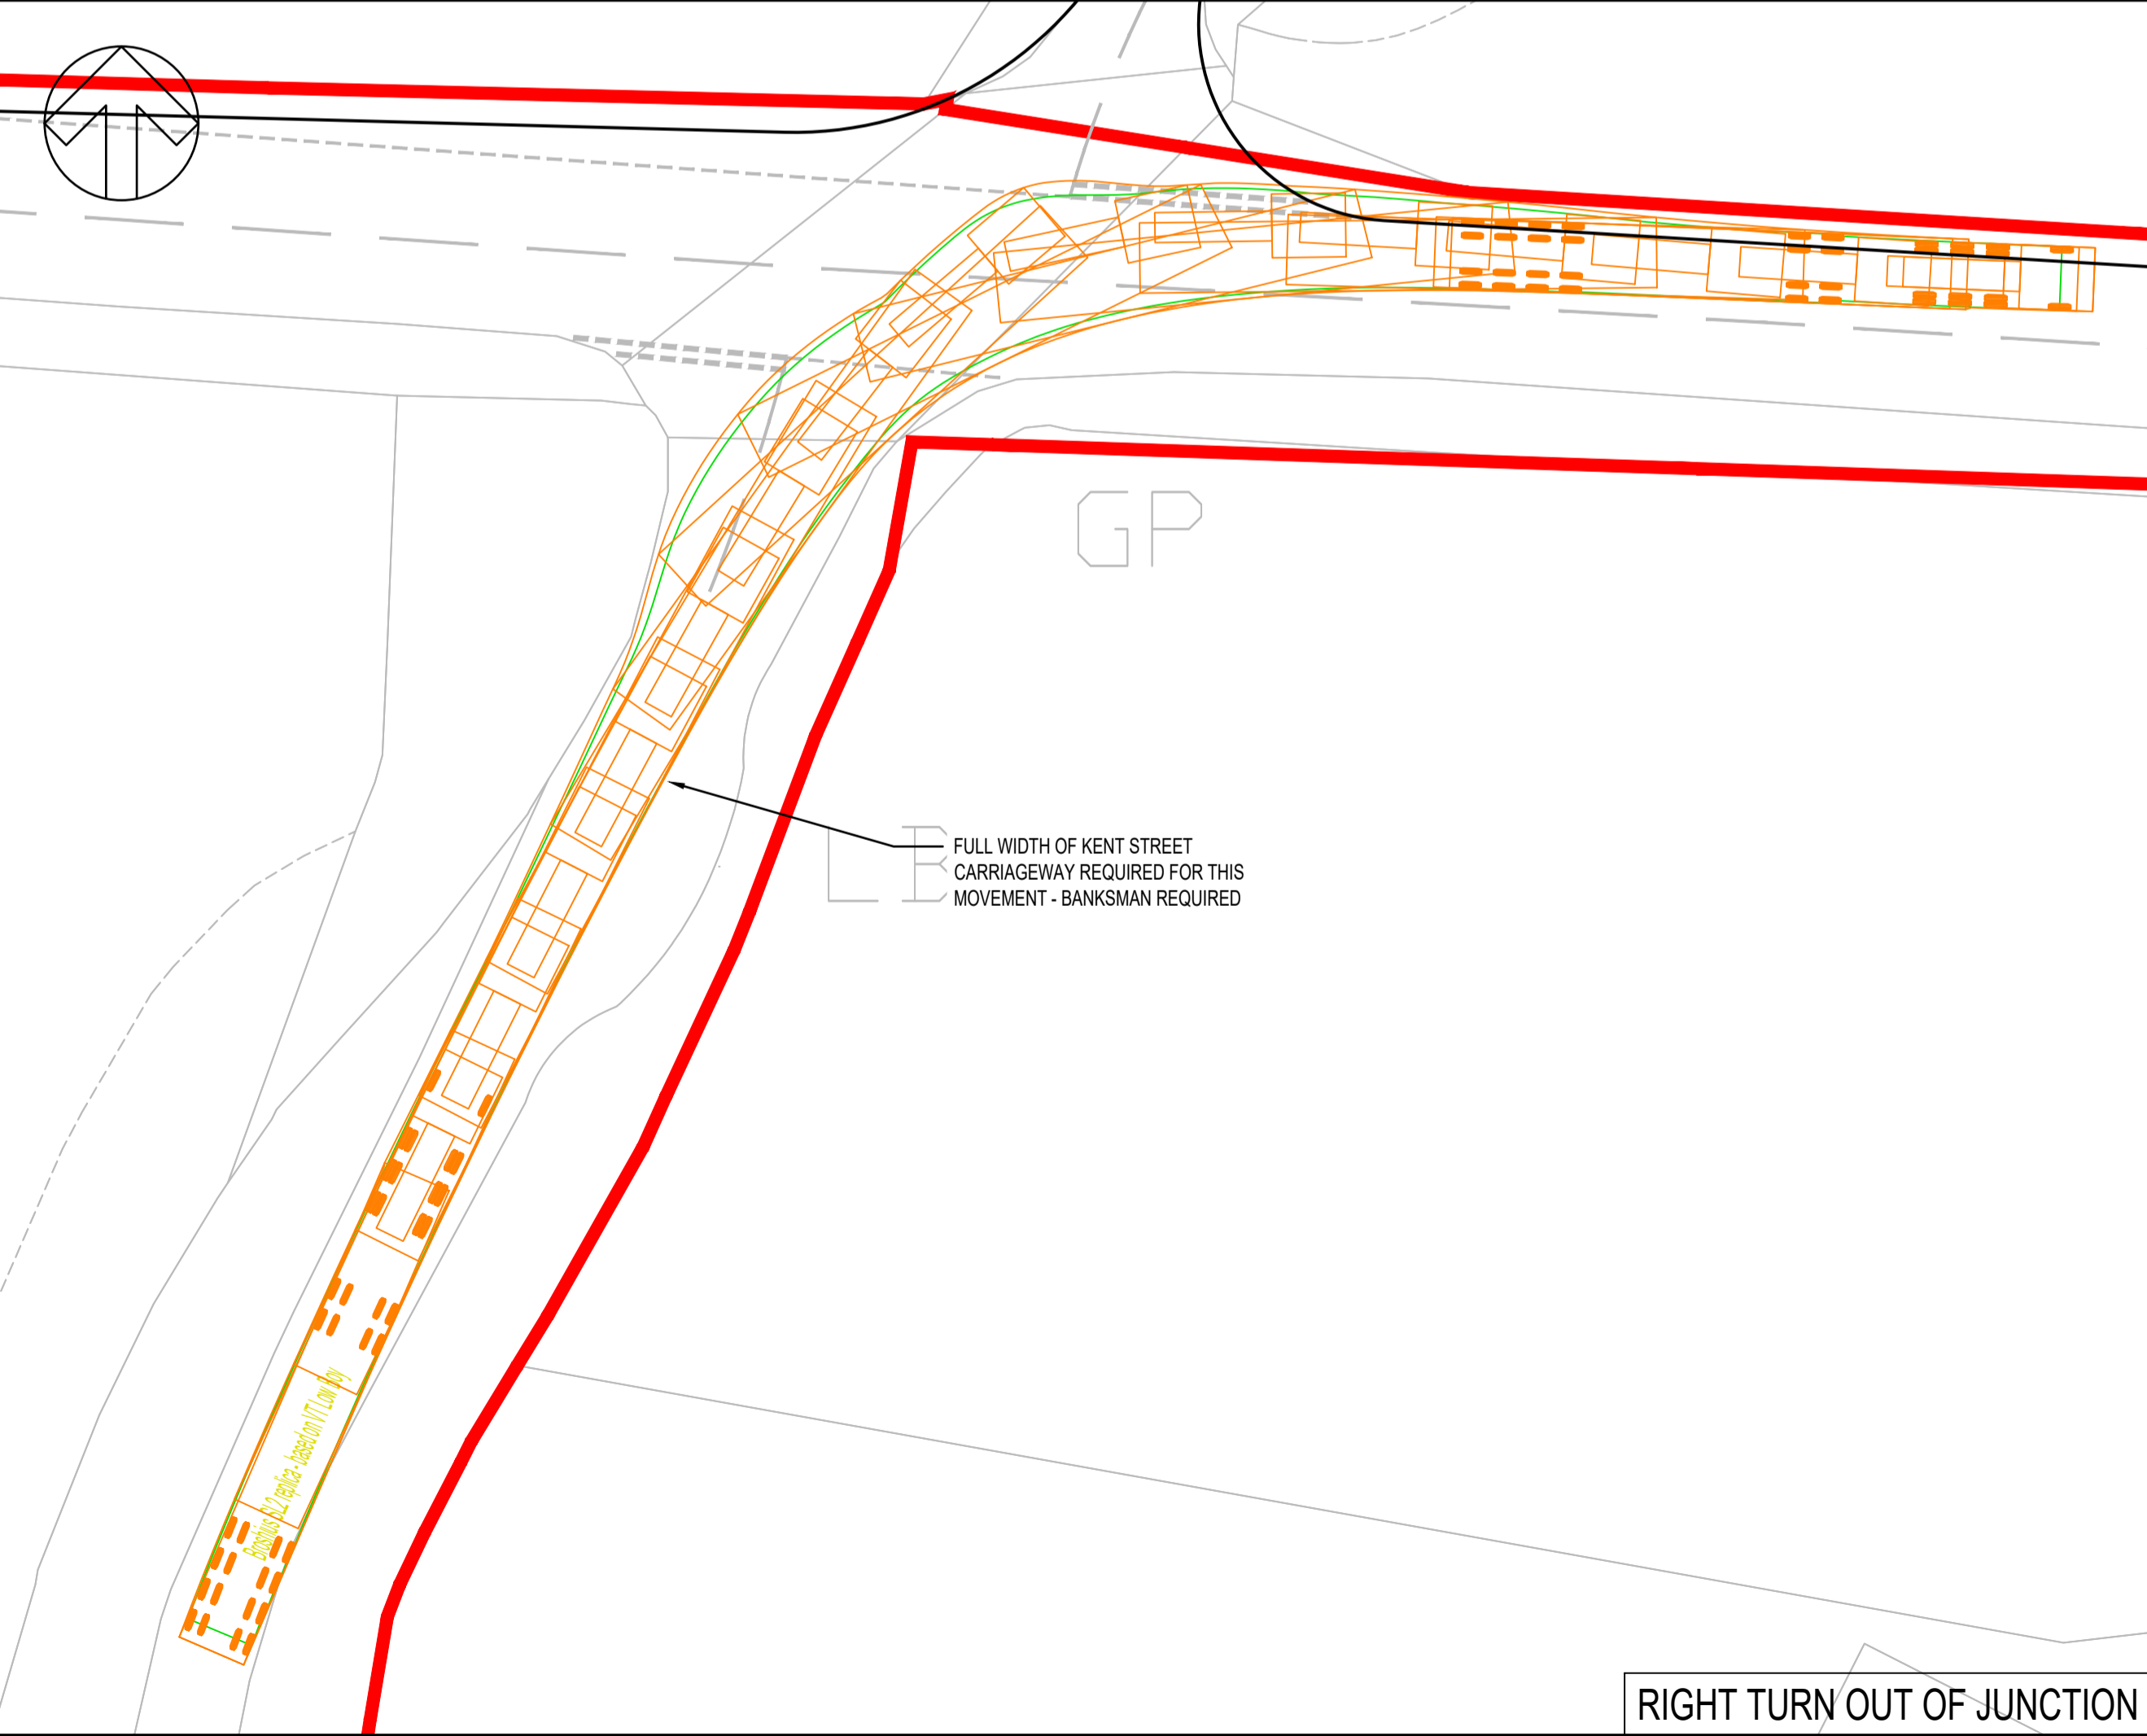 GP
LB
FULL WIDTH OF KENT STREET
CARRIAGEWAY REQUIRED FOR THIS
MOVEMENT - BANKSMAN REQUIRED
RIGHT TURN OUT OF JUNCTION